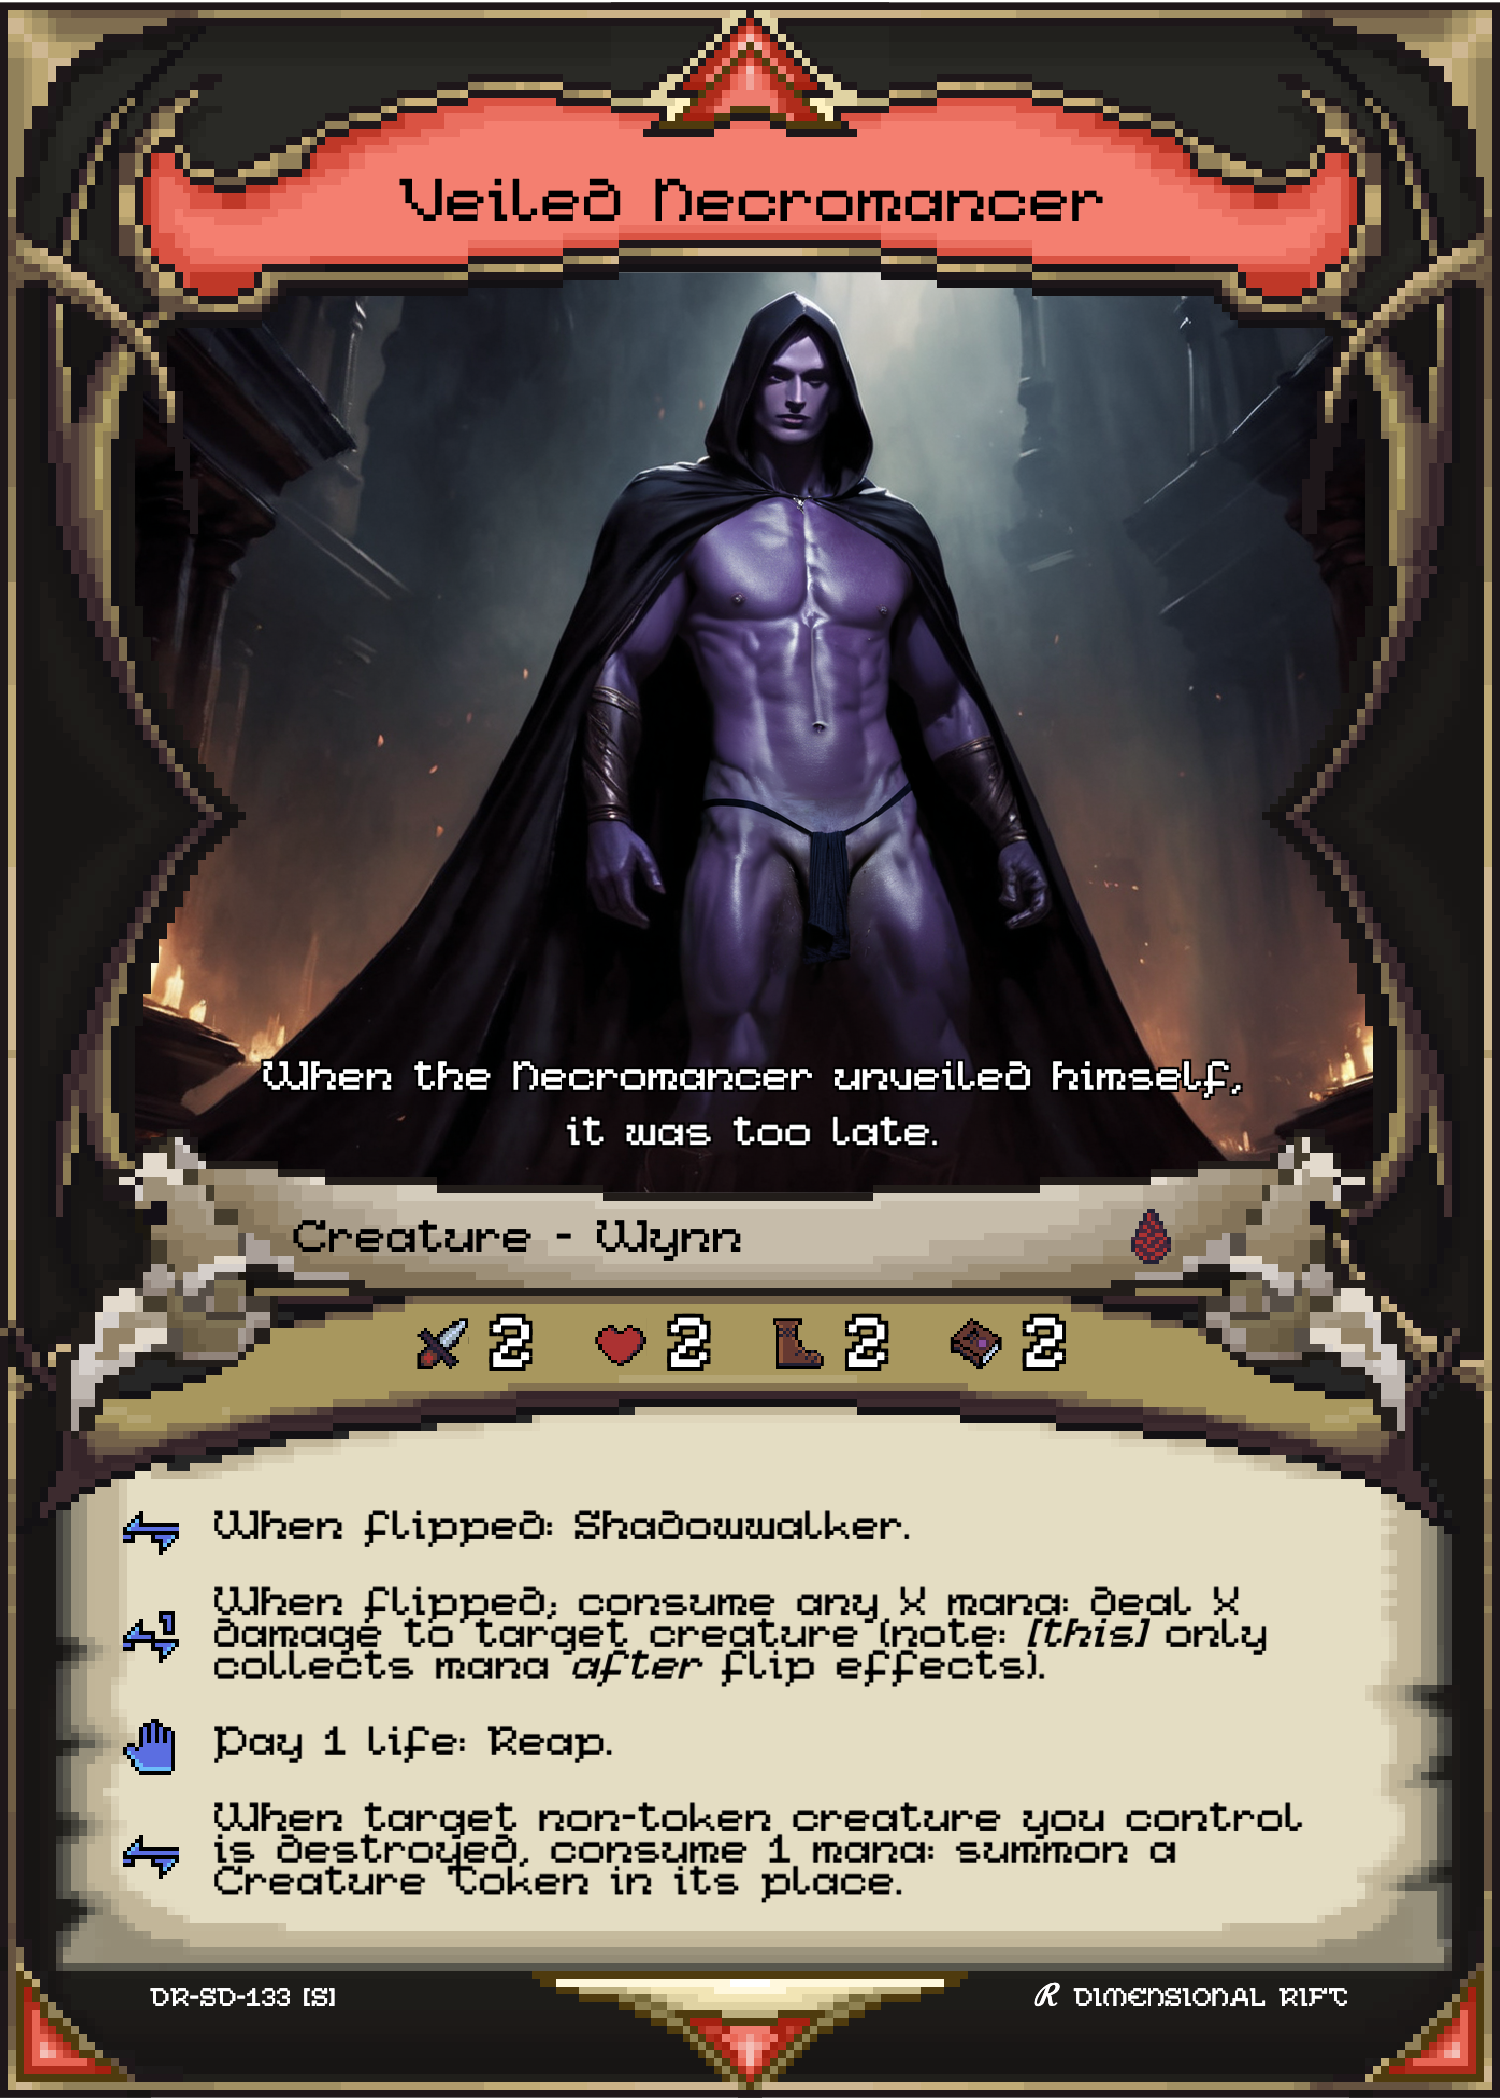 Veiled Necromancer
When the Necromancer unveiled himself,
it was too late.
Creature - Wynn
2 2 2 2
When flipped: Shadowwalker.
When flipped; consume any X mana: deal X
damage to target creature (note: [this] only
collects mana after flip effects).
Pay 1 life: Reap.
When target non-token creature you control
is destroyed, consume 1 mana: summon a
Creature Token in its place.
DR-SD-133 [S]
R DIMENSIONAL RIFT